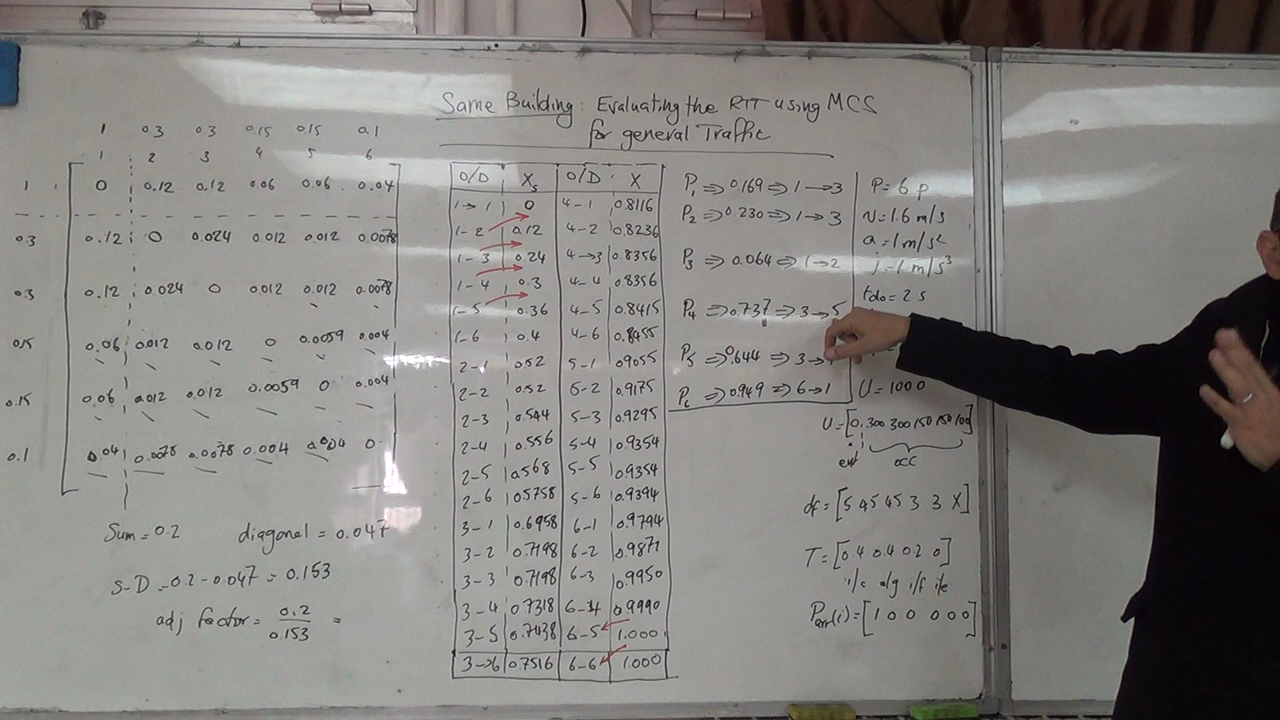 Same Building: Evaluating the RTT using MCS
for general Traffic
1 0.3 0.3 0.15 0.15 0.1
1 2 3 4 5 6
1 0 0.12 0.12 0.06 0.06 0.04
0.3 0.12 0 0.024 0.012 0.012 0.0078
0.3 0.12 0.024 0 0.012 0.012 0.0078
0.15 0.06 0.012 0.012 0 0.0059 0.004
0.15 0.06 0.012 0.012 0.0059 0 0.004
0.1 0.04 0.0078 0.0078 0.004 0.004 0
Sum = 0.2 diagonal = 0.047
S-D = 0.2 - 0.047 = 0.153
adj factor = 0.2/0.153 =
O/D Xs O/D X
1→1 0 4-1 0.8116
1-2 0.12 4-2 0.8236
1-3 0.24 4→3 0.8356
1-4 0.3 4-4 0.8356
1-5 0.36 4-5 0.8415
1-6 0.4 4-6 0.8455
2-1 0.52 5-1 0.9055
2-2 0.52 5-2 0.9175
2-3 0.544 5-3 0.9295
2-4 0.556 5-4 0.9354
2-5 0.568 5-5 0.9354
2-6 0.5758 5-6 0.9394
3-1 0.6958 6-1 0.9794
3-2 0.7198 6-2 0.9871
3-3 0.7198 6-3 0.9950
3-4 0.7318 6-4 0.9990
3-5 0.7438 6-5 1.000
3→6 0.7516 6-6 1.000
P1 ⇒ 0.169 ⇒ 1→3
P2 ⇒ 0.230 ⇒ 1→3
P3 ⇒ 0.064 ⇒ 1→2
P4 ⇒ 0.737 ⇒ 3→5
P5 ⇒ 0.644 ⇒ 3→
P6 ⇒ 0.949 ⇒ 6→1
P = 6 p
v = 1.6 m/s
a = 1 m/s²
j = 1 m/s³
tdo = 2 s
U = 1000
U = [0 300 300 150 150 100]
ent occ
df = [5 4.5 4.5 3 3 X]
T = [0.4 0.4 0.2 0]
i/c o/g i/f i/e
Parr(i) = [1 0 0 0 0 0]